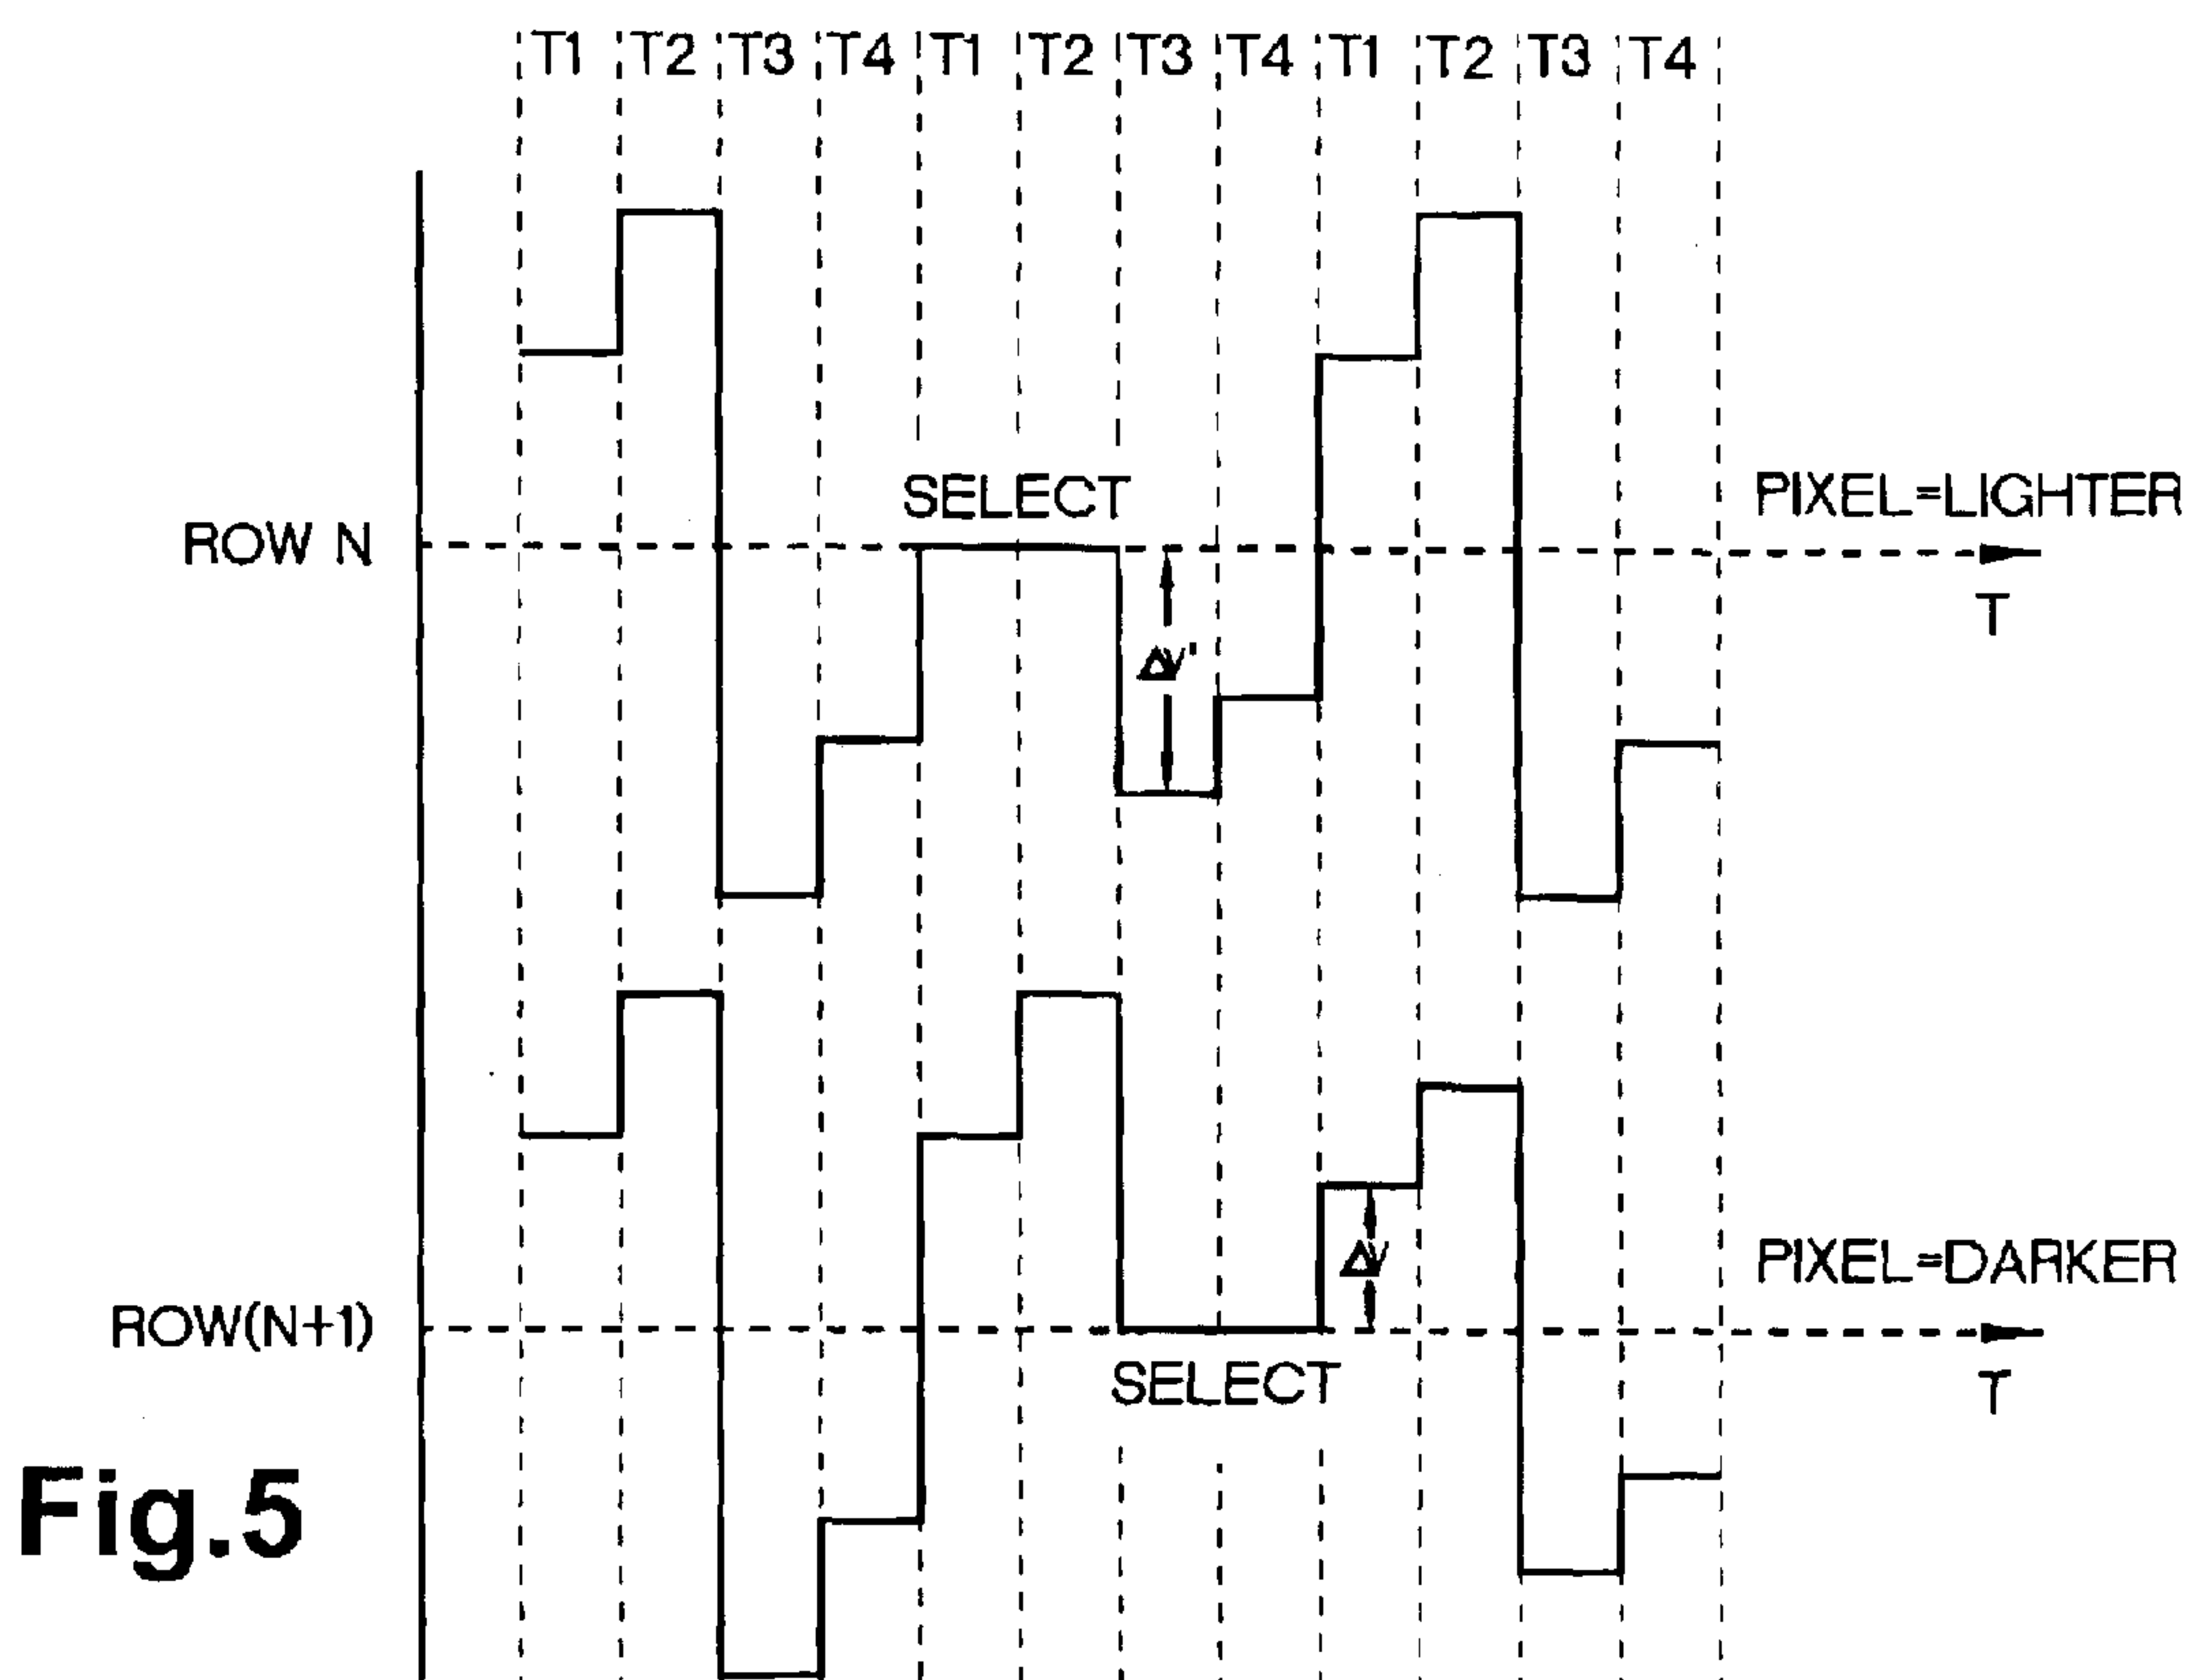 T1 T2 T3 T4 T1 T2 T3 T4 T1 T2 T3 T4
SELECT
PIXEL=LIGHTER
ROW N
T
ΔV'
ΔV
PIXEL=DARKER
ROW(N+1)
SELECT
T
Fig.5